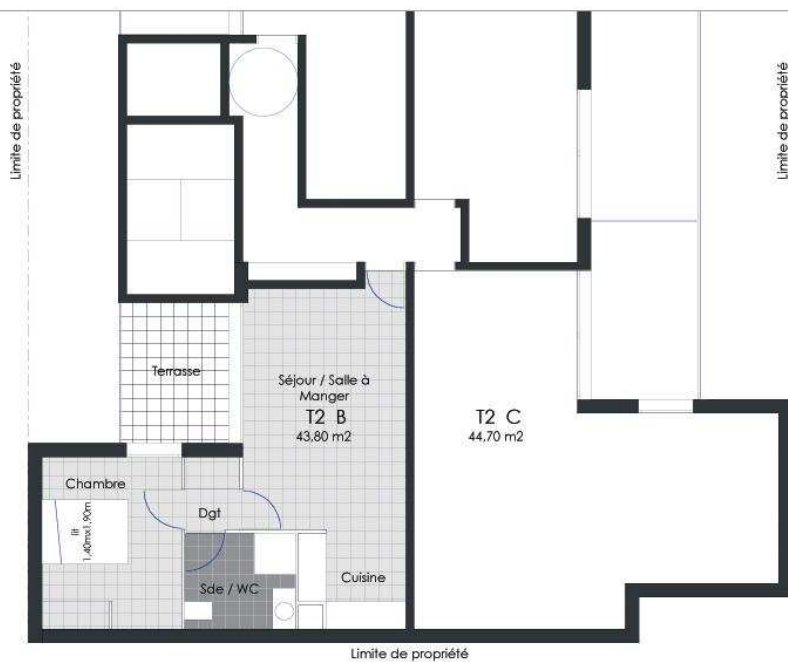 Limite de propriété
Limite de propriété
Terrasse
Séjour / Salle à
Manger
T2 B
43,80 m2
T2 C
44,70 m2
Chambre
lit
1,40mx1,90m
Dgt
Sde / WC
Cuisine
Limite de propriété